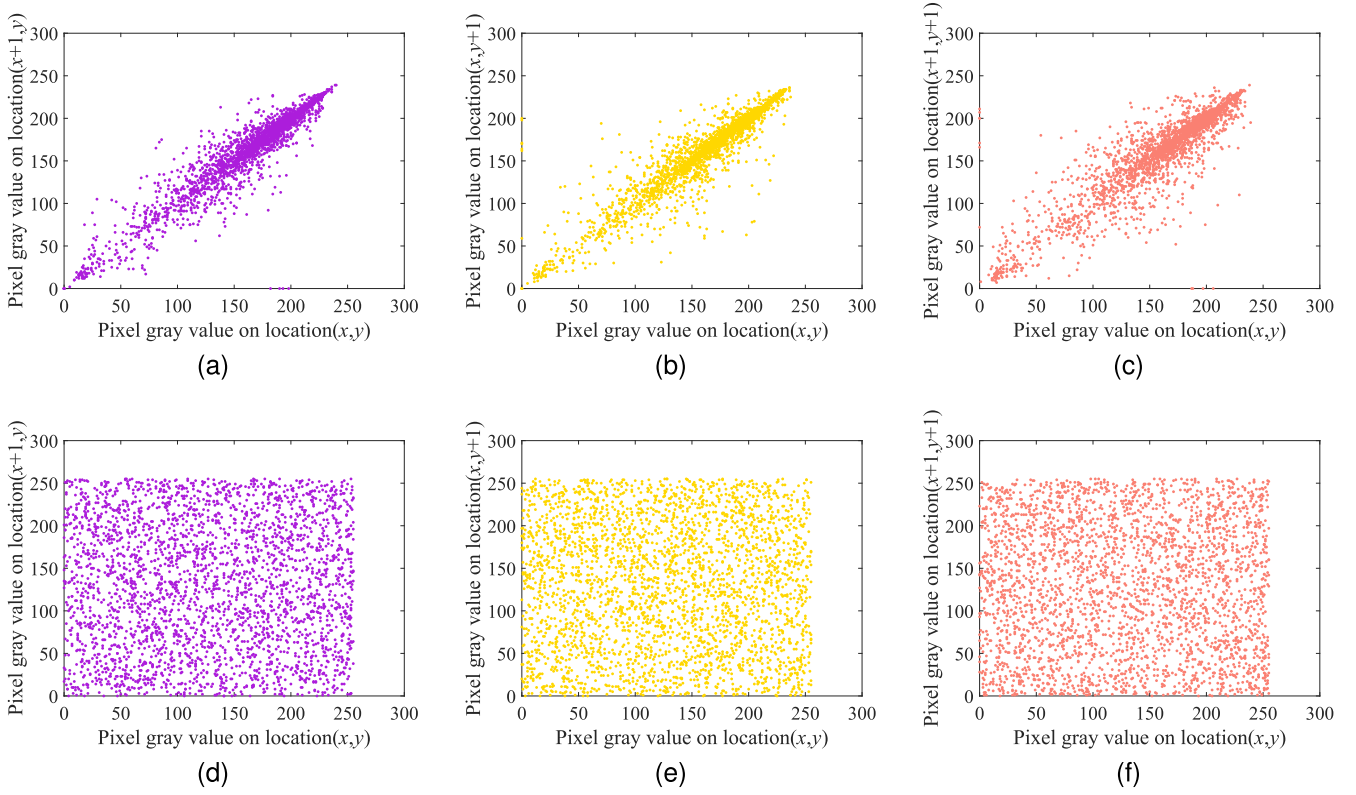 Pixel gray value on location(x+1,y)
300
250
200
150
100
50
0
0 50 100 150 200 250 300
Pixel gray value on location(x,y)
(a)
Pixel gray value on location(x,y+1)
300
250
200
150
100
50
0
0 50 100 150 200 250 300
Pixel gray value on location(x,y)
(b)
Pixel gray value on location(x+1,y+1)
300
250
200
150
100
50
0
0 50 100 150 200 250 300
Pixel gray value on location(x,y)
(c)
Pixel gray value on location(x+1,y)
300
250
200
150
100
50
0
0 50 100 150 200 250 300
Pixel gray value on location(x,y)
(d)
Pixel gray value on location(x,y+1)
300
250
200
150
100
50
0
0 50 100 150 200 250 300
Pixel gray value on location(x,y)
(e)
Pixel gray value on location(x+1,y+1)
300
250
200
150
100
50
0
0 50 100 150 200 250 300
Pixel gray value on location(x,y)
(f)